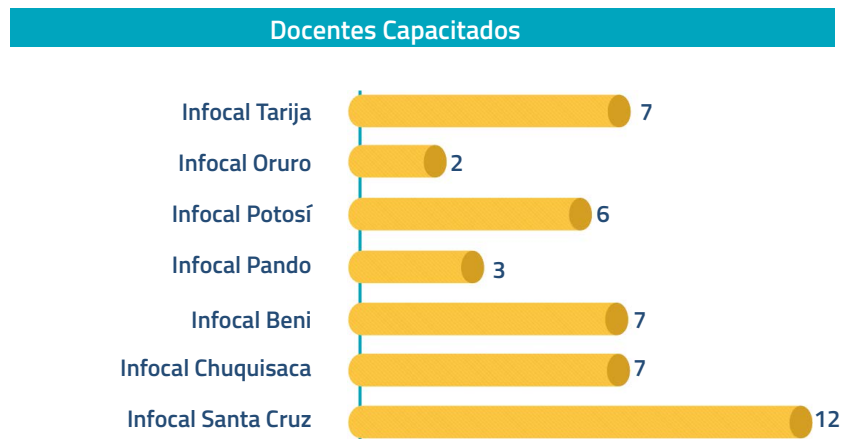 Docentes Capacitados
Infocal Tarija 7
Infocal Oruro 2
Infocal Potosí 6
Infocal Pando 3
Infocal Beni 7
Infocal Chuquisaca 7
Infocal Santa Cruz 12